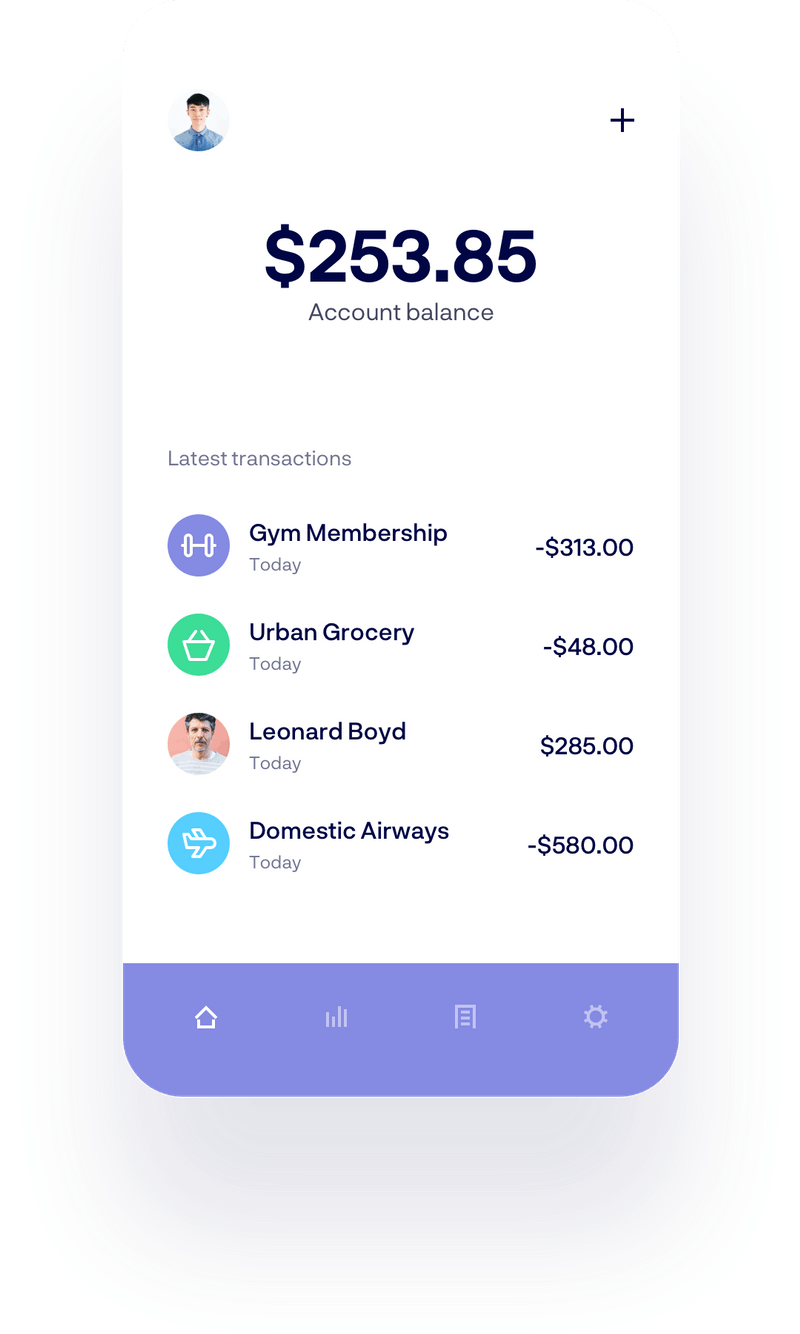 $253.85
Account balance
Latest transactions
Gym Membership
-$313.00
Today
Urban Grocery
-$48.00
Today
Leonard Boyd
$285.00
Today
Domestic Airways
-$580.00
Today